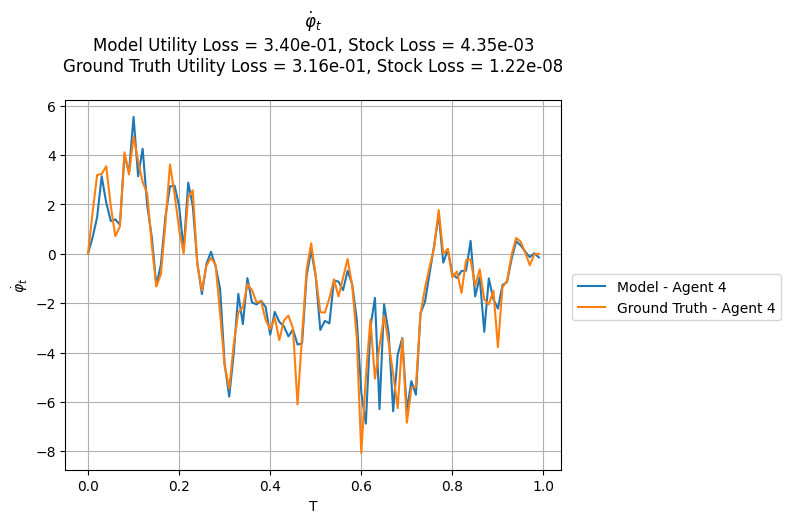 φ̇ₜ
Model Utility Loss = 3.40e-01, Stock Loss = 4.35e-03
Ground Truth Utility Loss = 3.16e-01, Stock Loss = 1.22e-08
6
4
2
0
−2
−4
−6
−8
φ̇ₜ
0.0 0.2 0.4 0.6 0.8 1.0
T
Model - Agent 4
Ground Truth - Agent 4